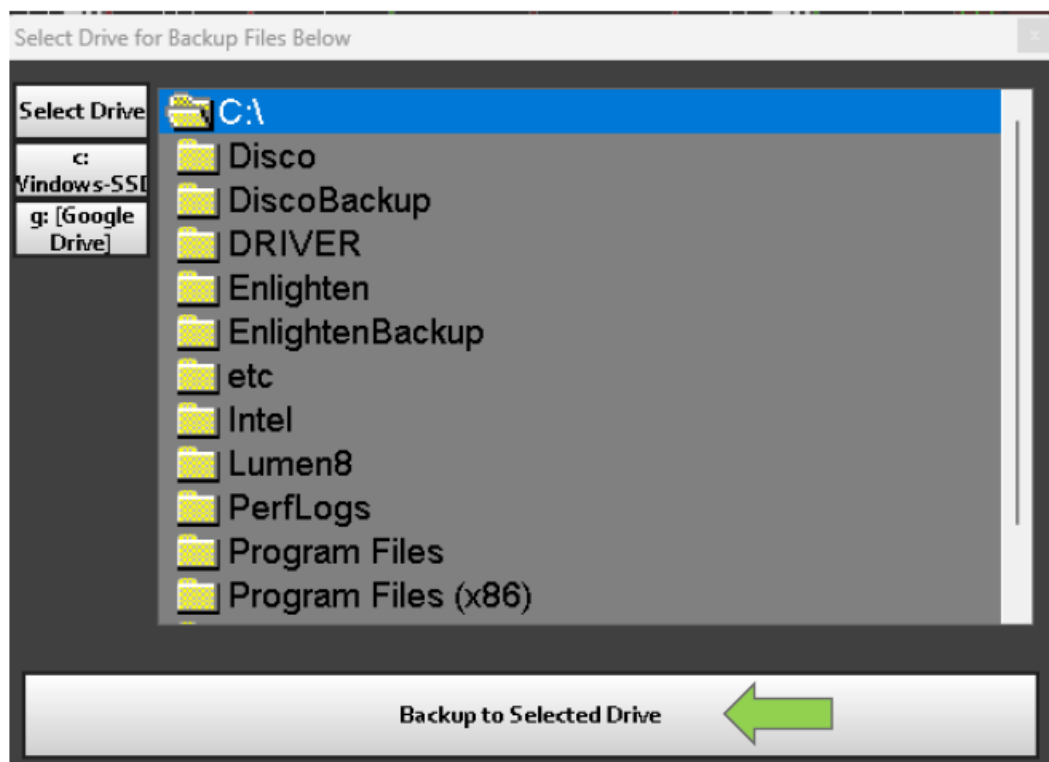 Select Drive for Backup Files Below
x
Select Drive
c:
Windows-SSD
g: [Google
Drive]
C:\
Disco
DiscoBackup
DRIVER
Enlighten
EnlightenBackup
etc
Intel
Lumen8
PerfLogs
Program Files
Program Files (x86)
Backup to Selected Drive